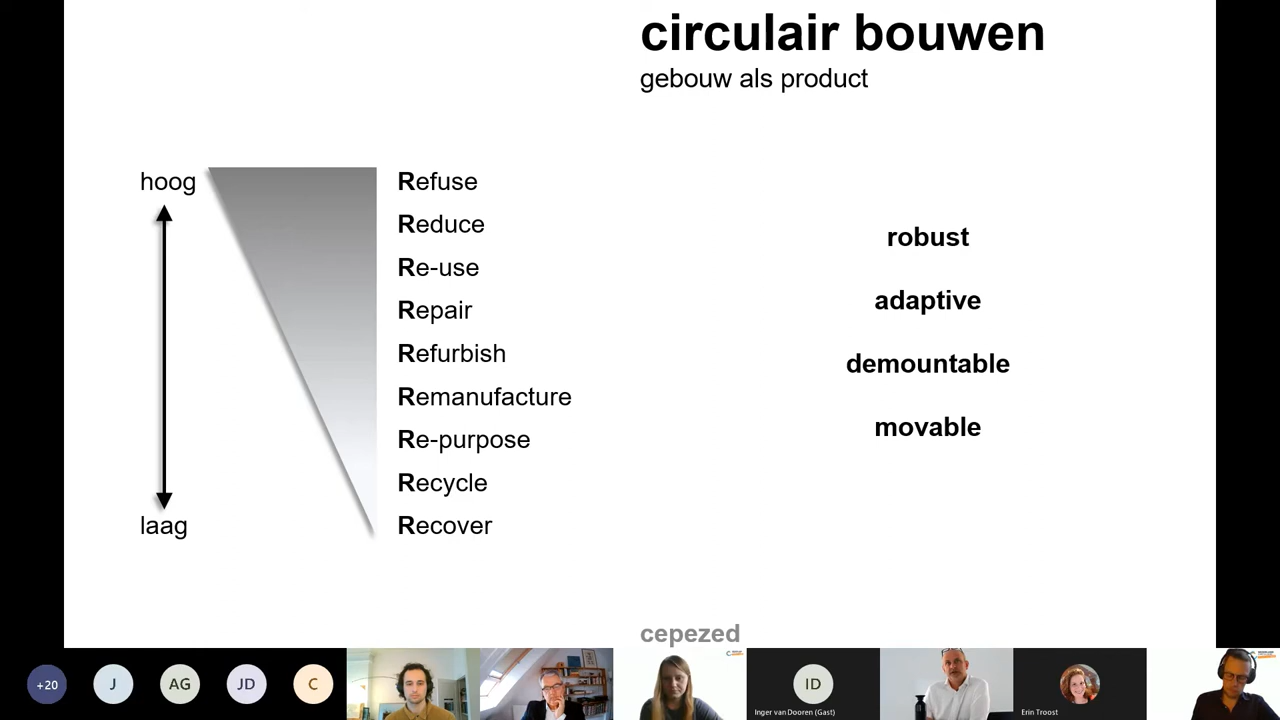 circulair bouwen
gebouw als product
hoog
laag
Refuse
Reduce
Re-use
Repair
Refurbish
Remanufacture
Re-purpose
Recycle
Recover
robust
adaptive
demountable
movable
cepezed
+20
J
AG
JD
C
ID
Inger van Dooren (Gast)
Erin Troost